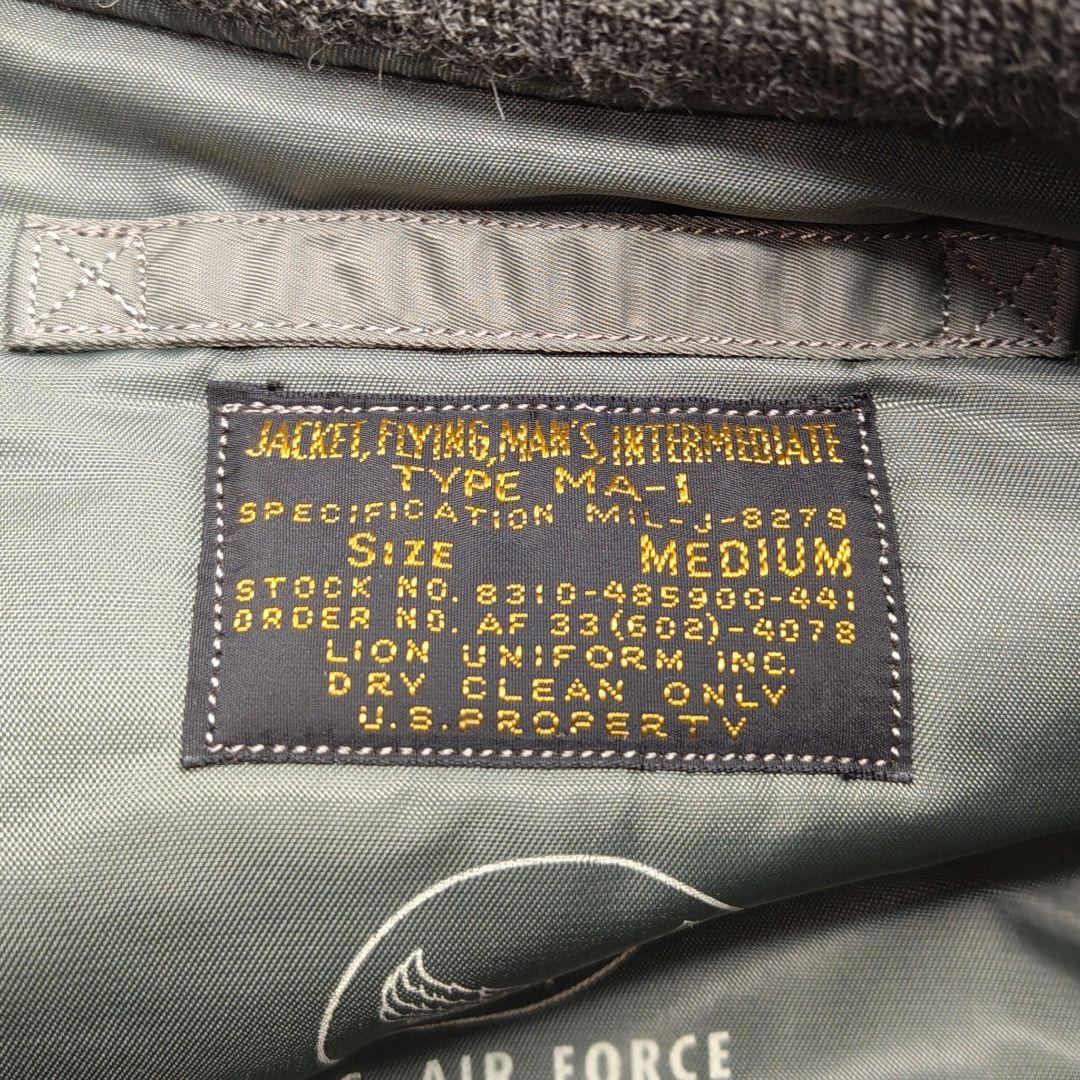 JACKET, FLYING, MAN'S, INTERMEDIATE
TYPE MA-1
SPECIFICATION MIL-J-8279
SIZE MEDIUM
STOCK NO. 8310-485900-441
ORDER NO. AF 33(602)-4078
LION UNIFORM INC.
DRY CLEAN ONLY
U.S. PROPERTY
AIR FORCE